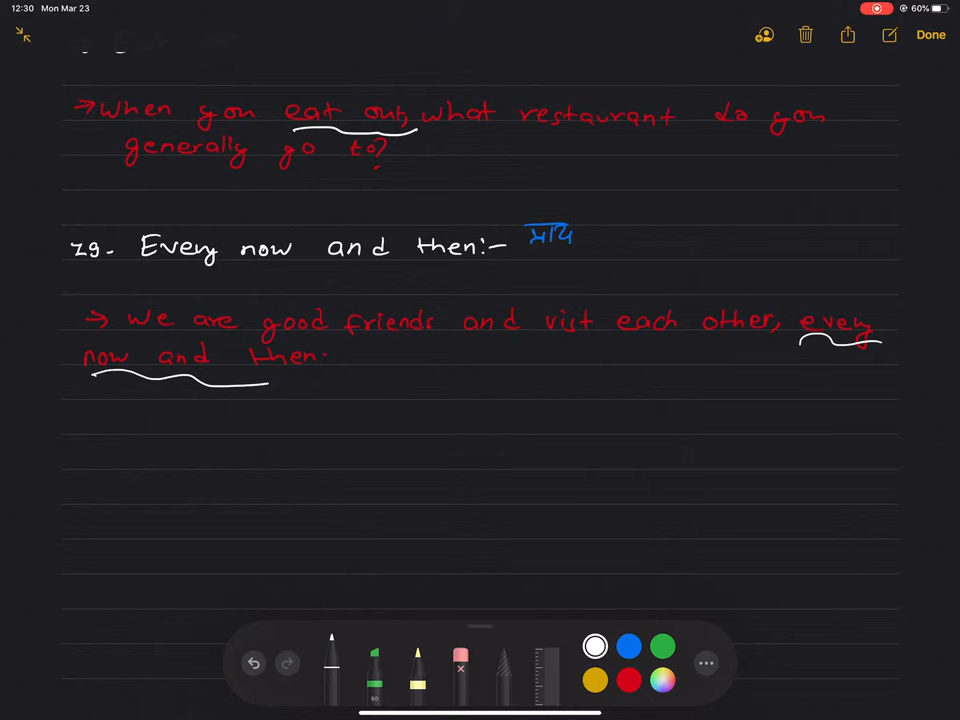 12:30 Mon Mar 23
60%
Done
→ When you eat out, what restaurant do you
generally go to?
29. Every now and then:-
→ We are good friends and visit each other, every
now and then.
80